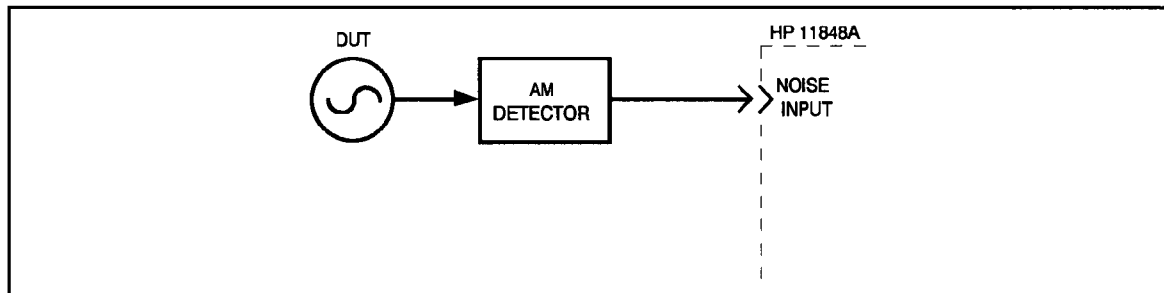 DUT
AM
DETECTOR
HP 11848A
NOISE
INPUT